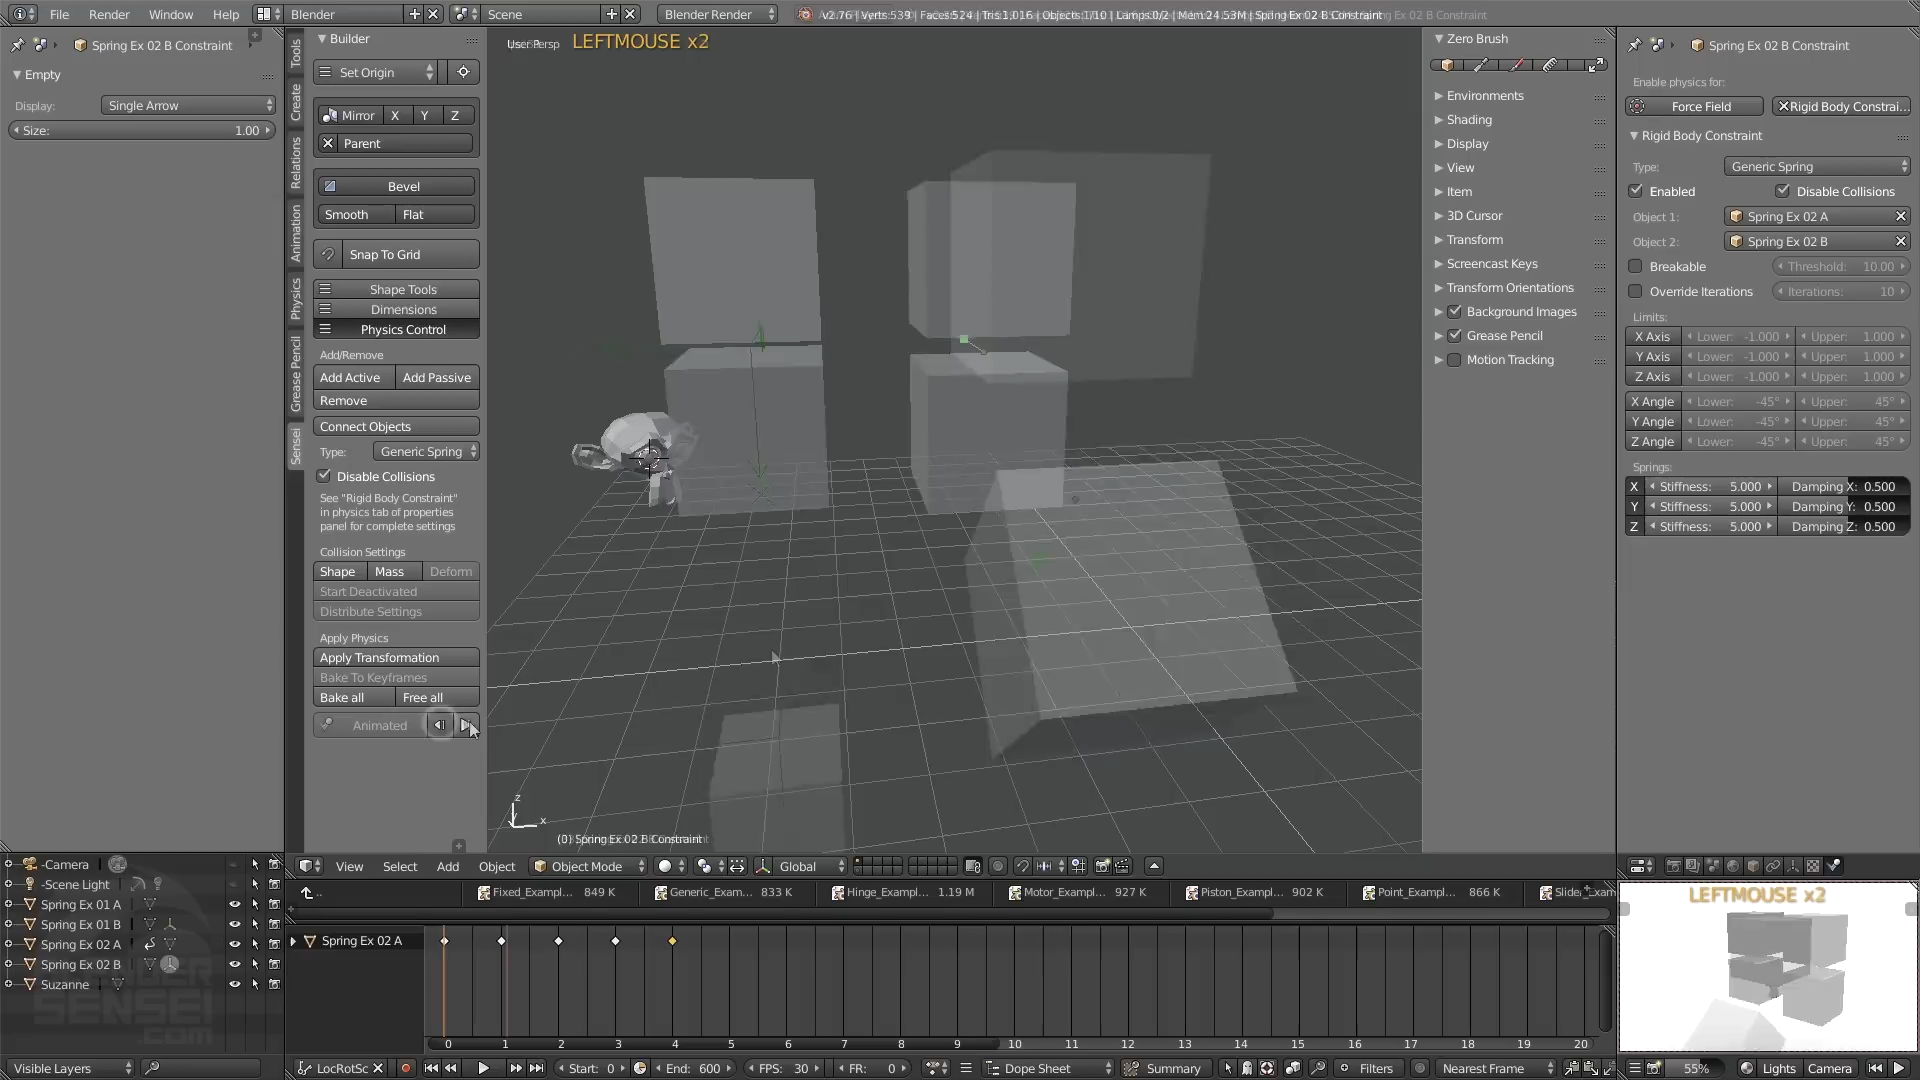 File Render Window Help Blender Scene Blender Render v2.76 | Verts:539 | Faces:524 | Tris:1,016 | Objects:1/10 | Lamps:0/2 | Mem:24.53M | Spring Ex 02 B Constraint
Spring Ex 02 B Constraint
Empty
Display: Single Arrow
Size: 1.00
Tools
Create
Relations
Animation
Physics
Grease Pencil
Sensei
Builder
Set Origin
Mirror X Y Z
Parent
Bevel
Smooth Flat
Snap To Grid
Shape Tools
Dimensions
Physics Control
Add/Remove
Add Active Add Passive
Remove
Connect Objects
Type: Generic Spring
Disable Collisions
See "Rigid Body Constraint"
in physics tab of properties
panel for complete settings
Collision Settings
Shape Mass Deform
Start Deactivated
Distribute Settings
Apply Physics
Apply Transformation
Bake To Keyframes
Bake all Free all
Animated
User Persp
LEFTMOUSE x2
z
x
(0) Spring Ex 02 B Constraint
Zero Brush
Environments
Shading
Display
View
Item
3D Cursor
Transform
Screencast Keys
Transform Orientations
Background Images
Grease Pencil
Motion Tracking
Spring Ex 02 B Constraint
Enable physics for:
Force Field Rigid Body Constrai...
Rigid Body Constraint
Type: Generic Spring
Enabled Disable Collisions
Object 1: Spring Ex 02 A
Object 2: Spring Ex 02 B
Breakable Threshold: 10.00
Override Iterations Iterations: 10
Limits:
X Axis Lower: -1.000 Upper: 1.000
Y Axis Lower: -1.000 Upper: 1.000
Z Axis Lower: -1.000 Upper: 1.000
X Angle Lower: -45° Upper: 45°
Y Angle Lower: -45° Upper: 45°
Z Angle Lower: -45° Upper: 45°
Springs:
X Stiffness: 5.000 Damping X: 0.500
Y Stiffness: 5.000 Damping Y: 0.500
Z Stiffness: 5.000 Damping Z: 0.500
View Select Add Object Object Mode Global
-Camera
-Scene Light
Spring Ex 01 A
Spring Ex 01 B
Spring Ex 02 A
Spring Ex 02 B
Suzanne
SENSEI
.com
Visible Layers
.. Fixed_Exampl... 849 K Generic_Exam... 833 K Hinge_Exampl... 1.19 M Motor_Exampl... 927 K Piston_Exampl... 902 K Point_Exampl... 866 K
Spring Ex 02 A
0 1 2 3 4 5 6 7 8 9 10 11 12 13 14 15 16 17 18 19 20
LocRotSc Start: 0 End: 600 FPS: 30 FR: 0 Dope Sheet Summary Filters Nearest Frame
LEFTMOUSE x2
55% Lights Camera